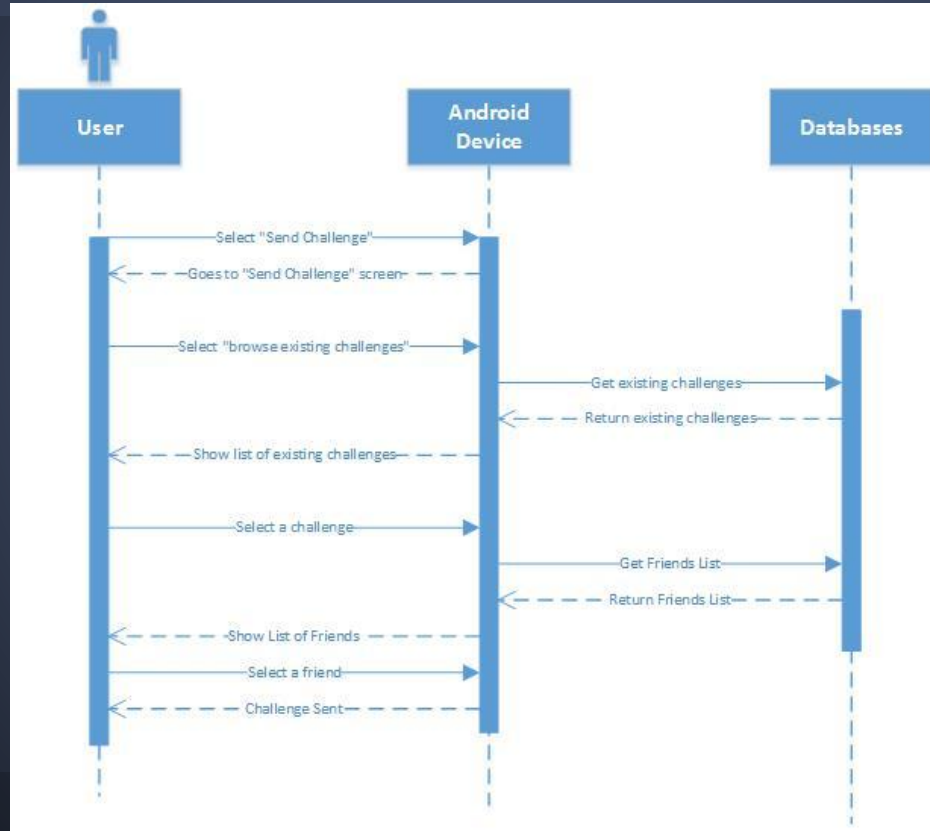 User
Android
Device
Databases
Select "Send Challenge"
Goes to "Send Challenge" screen
Select "browse existing challenges"
Get existing challenges
Return existing challenges
Show list of existing challenges
Select a challenge
Get Friends List
Return Friends List
Show List of Friends
Select a friend
Challenge Sent